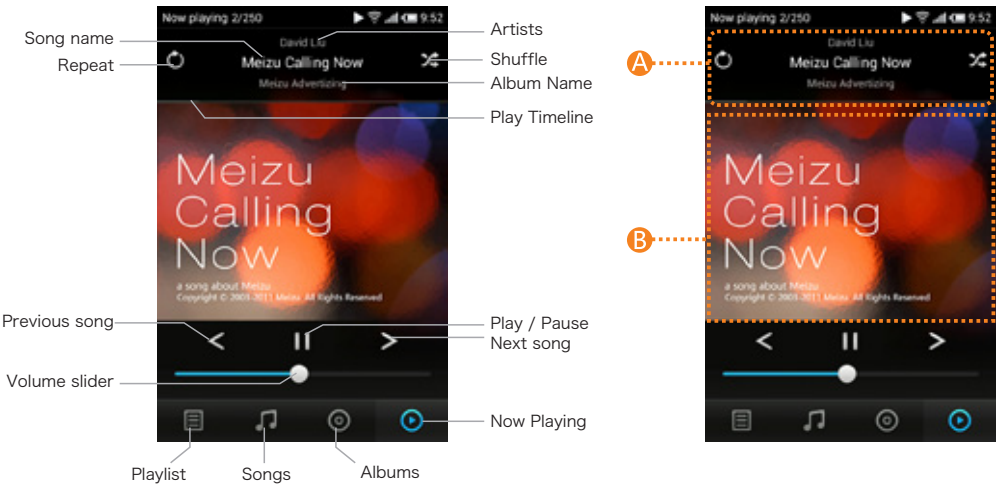 Now playing 2/250
9:52
David Liu
Meizu Calling Now
Meizu Advertizing
Meizu
Calling
Now
a song about Meizu
Copyright © 2003-2011 Meizu. All Rights Reserved
Song name
Repeat
Previous song
Volume slider
Playlist
Songs
Albums
Artists
Shuffle
Album Name
Play Timeline
Play / Pause
Next song
Now Playing
Now playing 2/250
9:52
A
David Liu
Meizu Calling Now
Meizu Advertizing
B
Meizu
Calling
Now
a song about Meizu
Copyright © 2003-2011 Meizu. All Rights Reserved